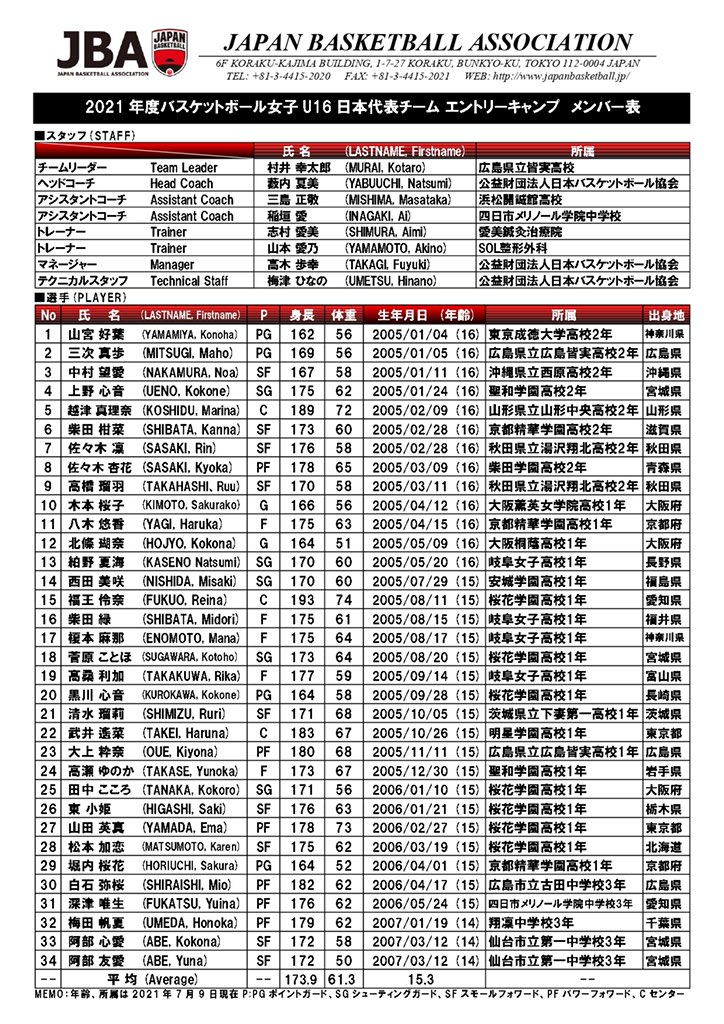 JBA JAPAN BASKETBALL ASSOCIATION
JAPAN BASKETBALL
JAPAN BASKETBALL ASSOCIATION
6F KORAKU-KAJIMA BUILDING, 1-7-27 KORAKU, BUNKYO-KU, TOKYO 112-0004 JAPAN
TEL: +81-3-4415-2020 FAX: +81-3-4415-2021 WEB: http://www.japanbasketball.jp/
2021 年度バスケットボール女子 U16 日本代表チーム エントリーキャンプ メンバー表
■スタッフ(STAFF)
氏 名 (LASTNAME, Firstname) 所属
チームリーダー Team Leader 村井 幸太郎 (MURAI, Kotaro) 広島県立皆実高校
ヘッドコーチ Head Coach 薮内 夏美 (YABUUCHI, Natsumi) 公益財団法人日本バスケットボール協会
アシスタントコーチ Assistant Coach 三島 正敬 (MISHIMA, Masataka) 浜松開誠館高校
アシスタントコーチ Assistant Coach 稲垣 愛 (INAGAKI, Ai) 四日市メリノール学院中学校
トレーナー Trainer 志村 愛美 (SHIMURA, Aimi) 愛美鍼灸治療院
トレーナー Trainer 山本 愛乃 (YAMAMOTO, Akino) SOL整形外科
マネージャー Manager 高木 歩幸 (TAKAGI, Fuyuki) 公益財団法人日本バスケットボール協会
テクニカルスタッフ Technical Staff 梅津 ひなの (UMETSU, Hinano) 公益財団法人日本バスケットボール協会
■選手(PLAYER)
No 氏 名 (LASTNAME, Firstname) P 身長 体重 生年月日 (年齢) 所属 出身地
1 山宮 好葉 (YAMAMIYA, Konoha) PG 162 56 2005/01/04 (16) 東京成徳大学高校2年 神奈川県
2 三次 真歩 (MITSUGI, Maho) PG 169 56 2005/01/05 (16) 広島県立広島皆実高校2年 広島県
3 中村 望愛 (NAKAMURA, Noa) SF 167 58 2005/01/11 (16) 沖縄県立西原高校2年 沖縄県
4 上野 心音 (UENO, Kokone) SG 175 62 2005/01/24 (16) 聖和学園高校2年 宮城県
5 越津 真理奈 (KOSHIDU, Marina) C 189 72 2005/02/09 (16) 山形県立山形中央高校2年 山形県
6 柴田 柑菜 (SHIBATA, Kanna) SF 173 60 2005/02/28 (16) 京都精華学園高校2年 滋賀県
7 佐々木 凛 (SASAKI, Rin) SF 176 58 2005/02/28 (16) 秋田県立湯沢翔北高校2年 秋田県
8 佐々木 杏花 (SASAKI, Kyoka) PF 178 65 2005/03/09 (16) 柴田学園高校2年 青森県
9 高橋 瑠羽 (TAKAHASHI, Ruu) SF 170 58 2005/03/11 (16) 秋田県立湯沢翔北高校2年 秋田県
10 木本 桜子 (KIMOTO, Sakurako) G 166 56 2005/04/12 (16) 大阪薫英女学院高校1年 大阪府
11 八木 悠香 (YAGI, Haruka) F 175 63 2005/04/15 (16) 京都精華学園高校1年 京都府
12 北條 瑚奈 (HOJYO, Kokona) G 164 51 2005/05/09 (16) 大阪桐蔭高校1年 大阪府
13 絈野 夏海 (KASENO Natsumi) SG 170 60 2005/05/20 (16) 岐阜女子高校1年 長野県
14 西田 美咲 (NISHIDA, Misaki) SG 170 60 2005/07/29 (15) 安城学園高校1年 福島県
15 福王 伶奈 (FUKUO, Reina) C 193 74 2005/08/11 (15) 桜花学園高校1年 愛知県
16 柴田 緑 (SHIBATA, Midori) F 175 61 2005/08/15 (15) 岐阜女子高校1年 福井県
17 榎本 麻那 (ENOMOTO, Mana) F 175 64 2005/08/17 (15) 岐阜女子高校1年 神奈川県
18 菅原 ことほ (SUGAWARA, Kotoho) SG 173 64 2005/08/20 (15) 桜花学園高校1年 宮城県
19 高桑 利加 (TAKAKUWA, Rika) F 177 59 2005/09/14 (15) 岐阜女子高校1年 富山県
20 黒川 心音 (KUROKAWA, Kokone) PG 164 58 2005/09/28 (15) 桜花学園高校1年 長崎県
21 清水 瑠莉 (SHIMIZU, Ruri) SF 171 68 2005/10/05 (15) 茨城県立下妻第一高校1年 茨城県
22 武井 遥菜 (TAKEI, Haruna) C 183 67 2005/10/26 (15) 明星学園高校1年 東京都
23 大上 粋奈 (OUE, Kiyona) PF 180 68 2005/11/11 (15) 広島県立広島皆実高校1年 広島県
24 高瀬 ゆのか (TAKASE, Yunoka) F 173 67 2005/12/30 (15) 聖和学園高校1年 岩手県
25 田中 こころ (TANAKA, Kokoro) SG 171 56 2006/01/10 (15) 桜花学園高校1年 大阪府
26 東 小姫 (HIGASHI, Saki) SF 176 63 2006/01/21 (15) 桜花学園高校1年 栃木県
27 山田 英真 (YAMADA, Ema) PF 178 73 2006/02/27 (15) 桜花学園高校1年 東京都
28 松本 加恋 (MATSUMOTO, Karen) SF 175 62 2006/03/19 (15) 桜花学園高校1年 北海道
29 堀内 桜花 (HORIUCHI, Sakura) PG 164 52 2006/04/01 (15) 京都精華学園高校1年 京都府
30 白石 弥桜 (SHIRAISHI, Mio) PF 182 62 2006/04/17 (15) 広島市立古田中学校3年 広島県
31 深津 唯生 (FUKATSU, Yuina) PF 176 62 2006/05/24 (15) 四日市メリノール学院中学校3年 愛知県
32 梅田 帆夏 (UMEDA, Honoka) PF 179 62 2007/01/19 (14) 翔凜中学校3年 千葉県
33 阿部 心愛 (ABE, Kokona) SF 172 58 2007/03/12 (14) 仙台市立第一中学校3年 宮城県
34 阿部 友愛 (ABE, Yuna) SF 172 50 2007/03/12 (14) 仙台市立第一中学校3年 宮城県
-- 平 均 (Average) -- 173.9 61.3 15.3 --
MEMO:年齢、所属は 2021 年 7 月 9 日現在 P:PG ポイントガード、SG シューティングガード、SF スモールフォワード、PF パワーフォワード、C センター